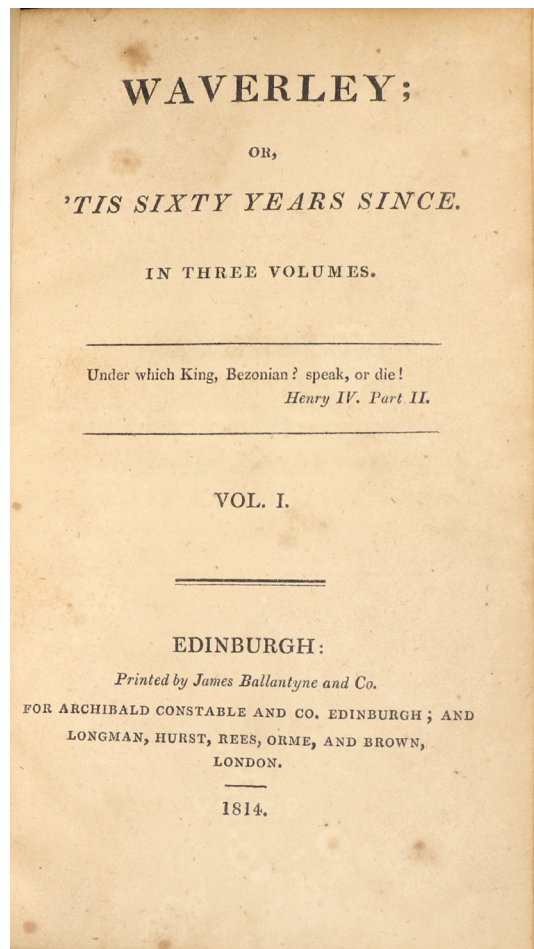 WAVERLEY;
OR,
'TIS SIXTY YEARS SINCE.
IN THREE VOLUMES.
Under which King, Bezonian? speak, or die!
Henry IV. Part II.
VOL. I.
EDINBURGH:
Printed by James Ballantyne and Co.
FOR ARCHIBALD CONSTABLE AND CO. EDINBURGH; AND
LONGMAN, HURST, REES, ORME, AND BROWN,
LONDON.
1814.